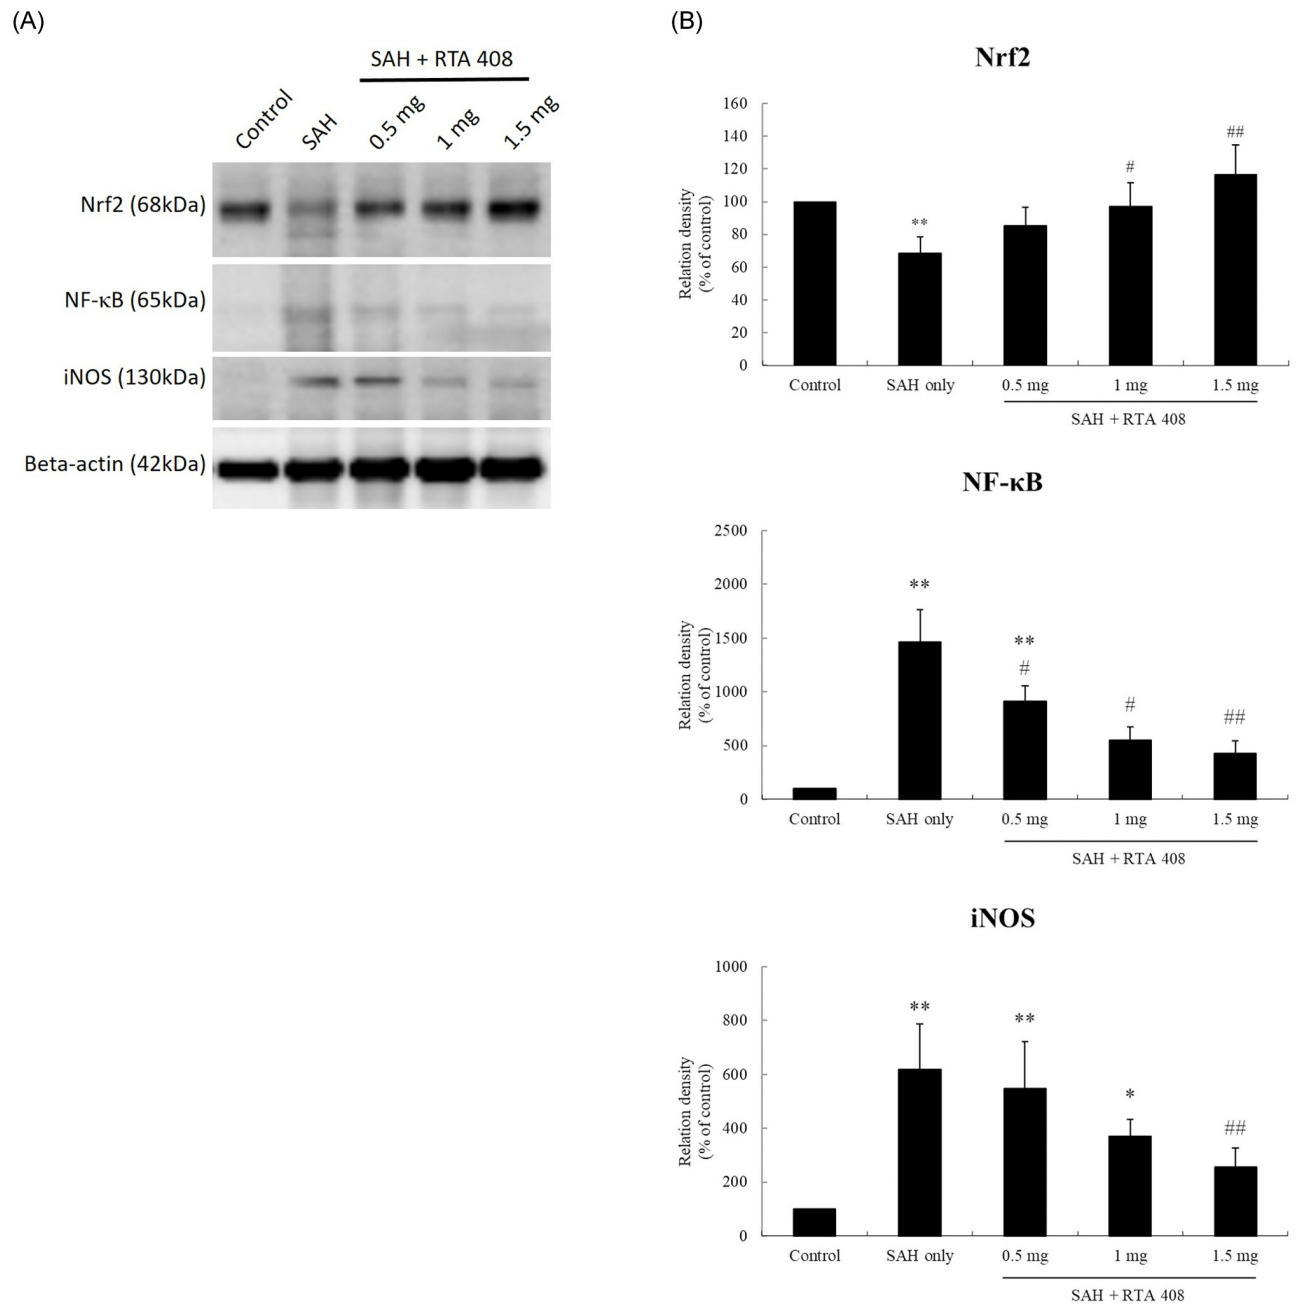 (A)
SAH + RTA 408
Control
SAH
0.5 mg
1 mg
1.5 mg
Nrf2 (68kDa)
NF-κB (65kDa)
iNOS (130kDa)
Beta-actin (42kDa)
(B)
Nrf2
Relation density
(% of control)
160
140
120
100
80
60
40
20
0
**
#
##
Control
SAH only
0.5 mg
1 mg
1.5 mg
SAH + RTA 408
NF-κB
Relation density
(% of control)
2500
2000
1500
1000
500
0
**
**
#
#
##
Control
SAH only
0.5 mg
1 mg
1.5 mg
SAH + RTA 408
iNOS
Relation density
(% of control)
1000
800
600
400
200
0
**
**
*
##
Control
SAH only
0.5 mg
1 mg
1.5 mg
SAH + RTA 408